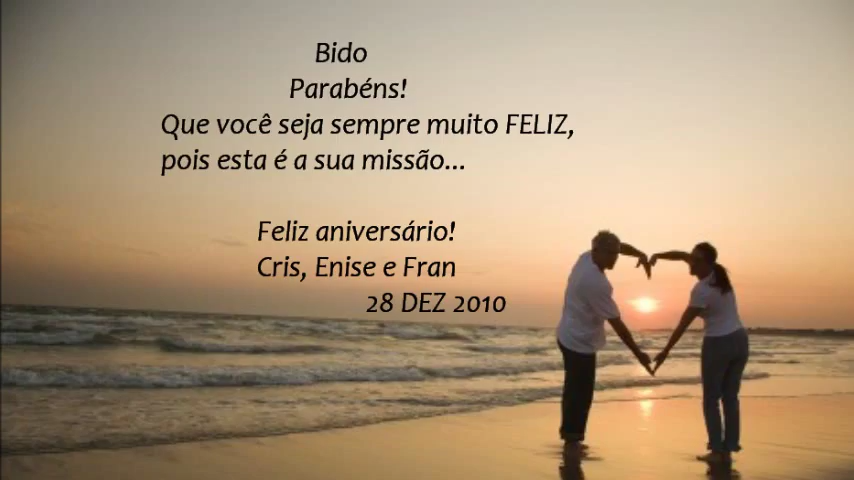 Bido
Parabéns!
Que você seja sempre muito FELIZ,
pois esta é a sua missão...
Feliz aniversário!
Cris, Enise e Fran
28 DEZ 2010